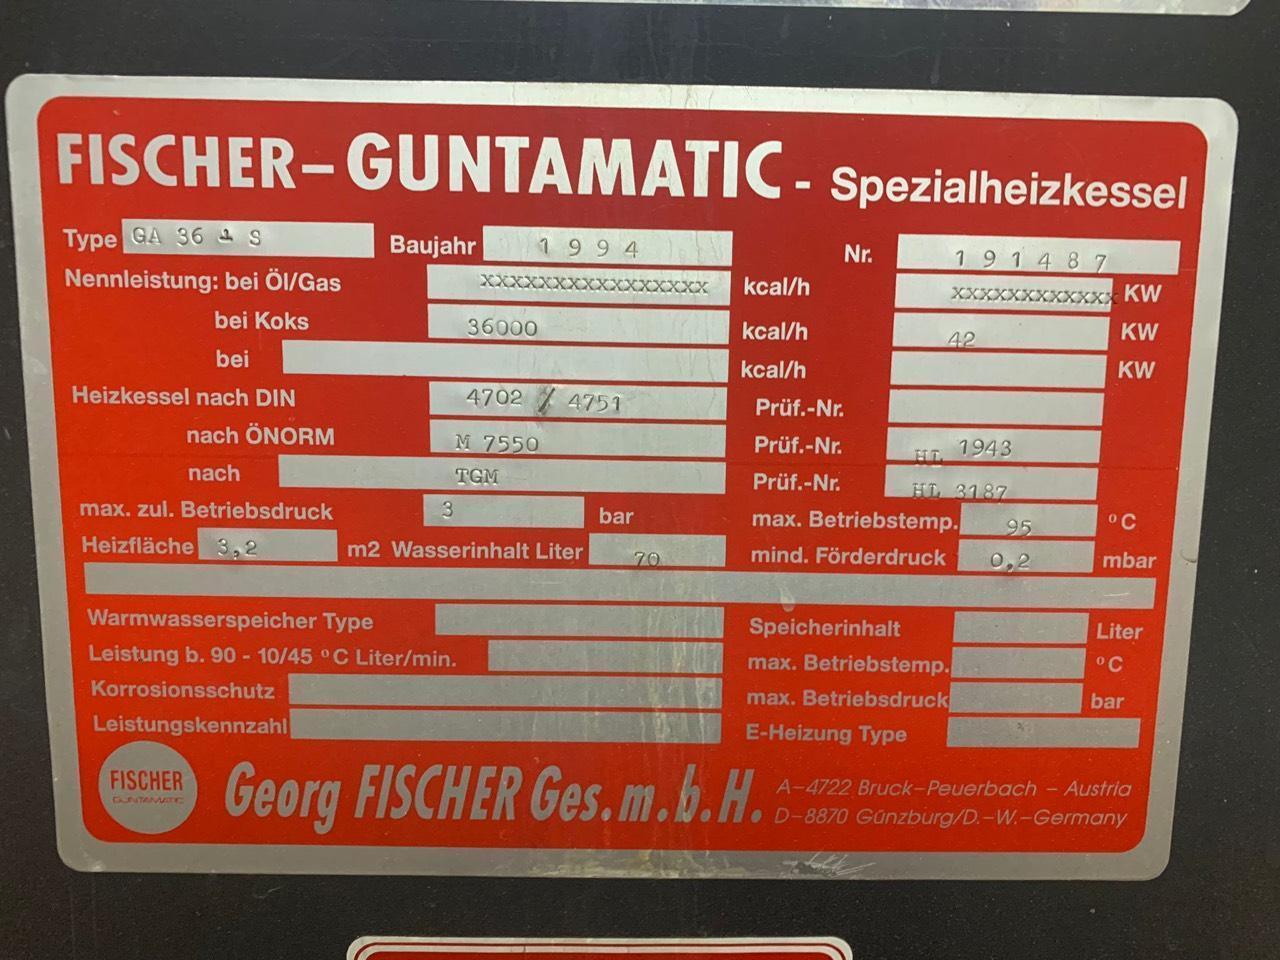 FISCHER–GUNTAMATIC - Spezialheizkessel
Type GA 36 S Baujahr 1994 Nr. 191487
Nennleistung: bei Öl/Gas XXXXXXXXXXXXXXXX kcal/h XXXXXXXXXXXX KW
bei Koks 36000 kcal/h 42 KW
bei kcal/h KW
Heizkessel nach DIN 4702 / 4751 Prüf.-Nr.
nach ÖNORM M 7550 Prüf.-Nr. HL 1943
nach TGM Prüf.-Nr. HL 3187
max. zul. Betriebsdruck 3 bar max. Betriebstemp. 95 °C
Heizfläche 3,2 m2 Wasserinhalt Liter 70 mind. Förderdruck 0,2 mbar
Warmwasserspeicher Type Speicherinhalt Liter
Leistung b. 90 - 10/45 °C Liter/min. max. Betriebstemp. °C
Korrosionsschutz max. Betriebsdruck bar
Leistungskennzahl E-Heizung Type
FISCHER GUNTAMATIC Georg FISCHER Ges.m.b.H. A–4722 Bruck–Peuerbach – Austria
D–8870 Günzburg/D.–W.–Germany